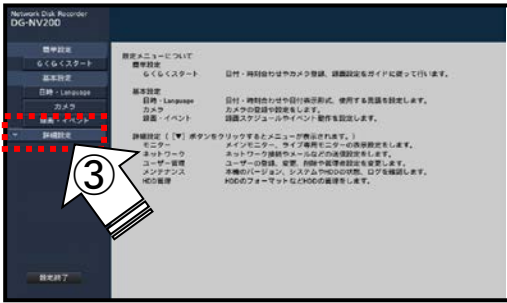 Network Disk Recorder
DG-NV200
簡単設定
らくらくスタート
基本設定
日時・Language
カメラ
録画・イベント
詳細設定
設定終了
③
設定メニューについて
簡単設定
らくらくスタート 日付・時刻合わせやカメラ登録、録画設定をガイドに従って行います。
基本設定
日時・Language 日付・時刻合わせや日付表示形式、使用する言語を設定します。
カメラ カメラの登録や設定をします。
録画・イベント 録画スケジュールやイベント動作を設定します。
詳細設定（［▼］ボタンをクリックするとメニューが表示されます。）
モニター メインモニター、ライブ専用モニターの表示設定をします。
ネットワーク ネットワーク接続やメールなどの送信設定をします。
ユーザー管理 ユーザーの登録、変更、削除や管理者設定を変更します。
メンテナンス 本機のバージョン、システムやHDDの状態、ログを確認します。
HDD管理 HDDのフォーマットなどHDDの管理をします。